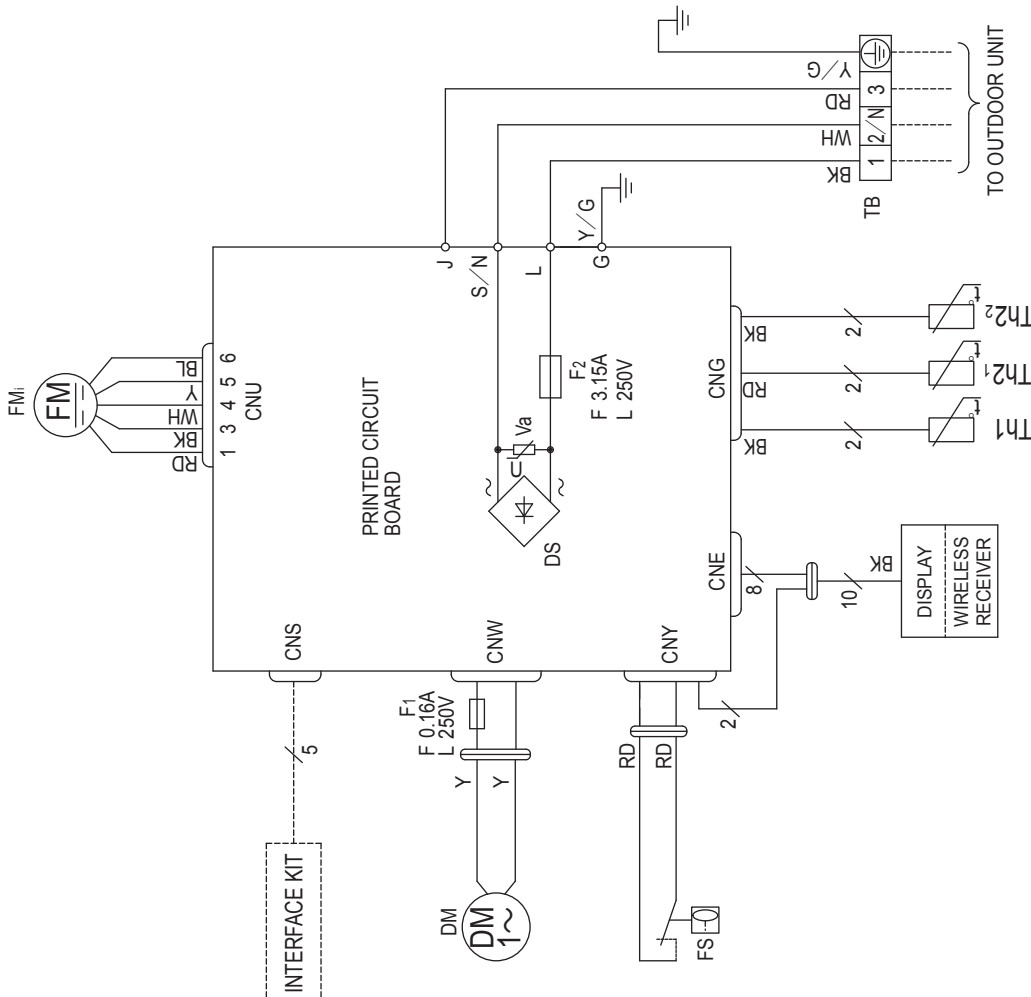 FMi
FM
RD
BK
WH
Y
BL
1
3
4
5
6
CNU
PRINTED CIRCUIT
BOARD
CNS
5
INTERFACE KIT
CNW
F1
F 0.16A
L 250V
Y
Y
DM
DM
1~
CNY
RD
RD
2
FS
DS
~
~
U
Va
F2
F 3.15A
L 250V
J
S/N
L
G
Y/G
Y/G
RD
WH
BK
3
2/N
1
TB
TO OUTDOOR UNIT
CNG
BK
RD
BK
2
2
2
t°
t°
t°
Th22
Th21
Th1
CNE
8
10
BK
DISPLAY
WIRELESS
RECEIVER